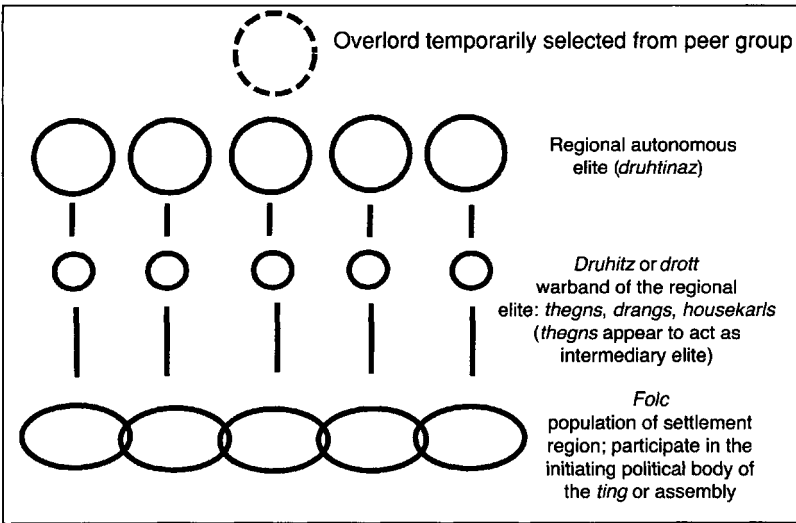 Overlord temporarily selected from peer group
Regional autonomous
elite (druhtinaz)
Druhitz or drott
warband of the regional
elite: thegns, drangs, housekarls
(thegns appear to act as
intermediary elite)
Folc
population of settlement
region; participate in the
initiating political body of
the ting or assembly